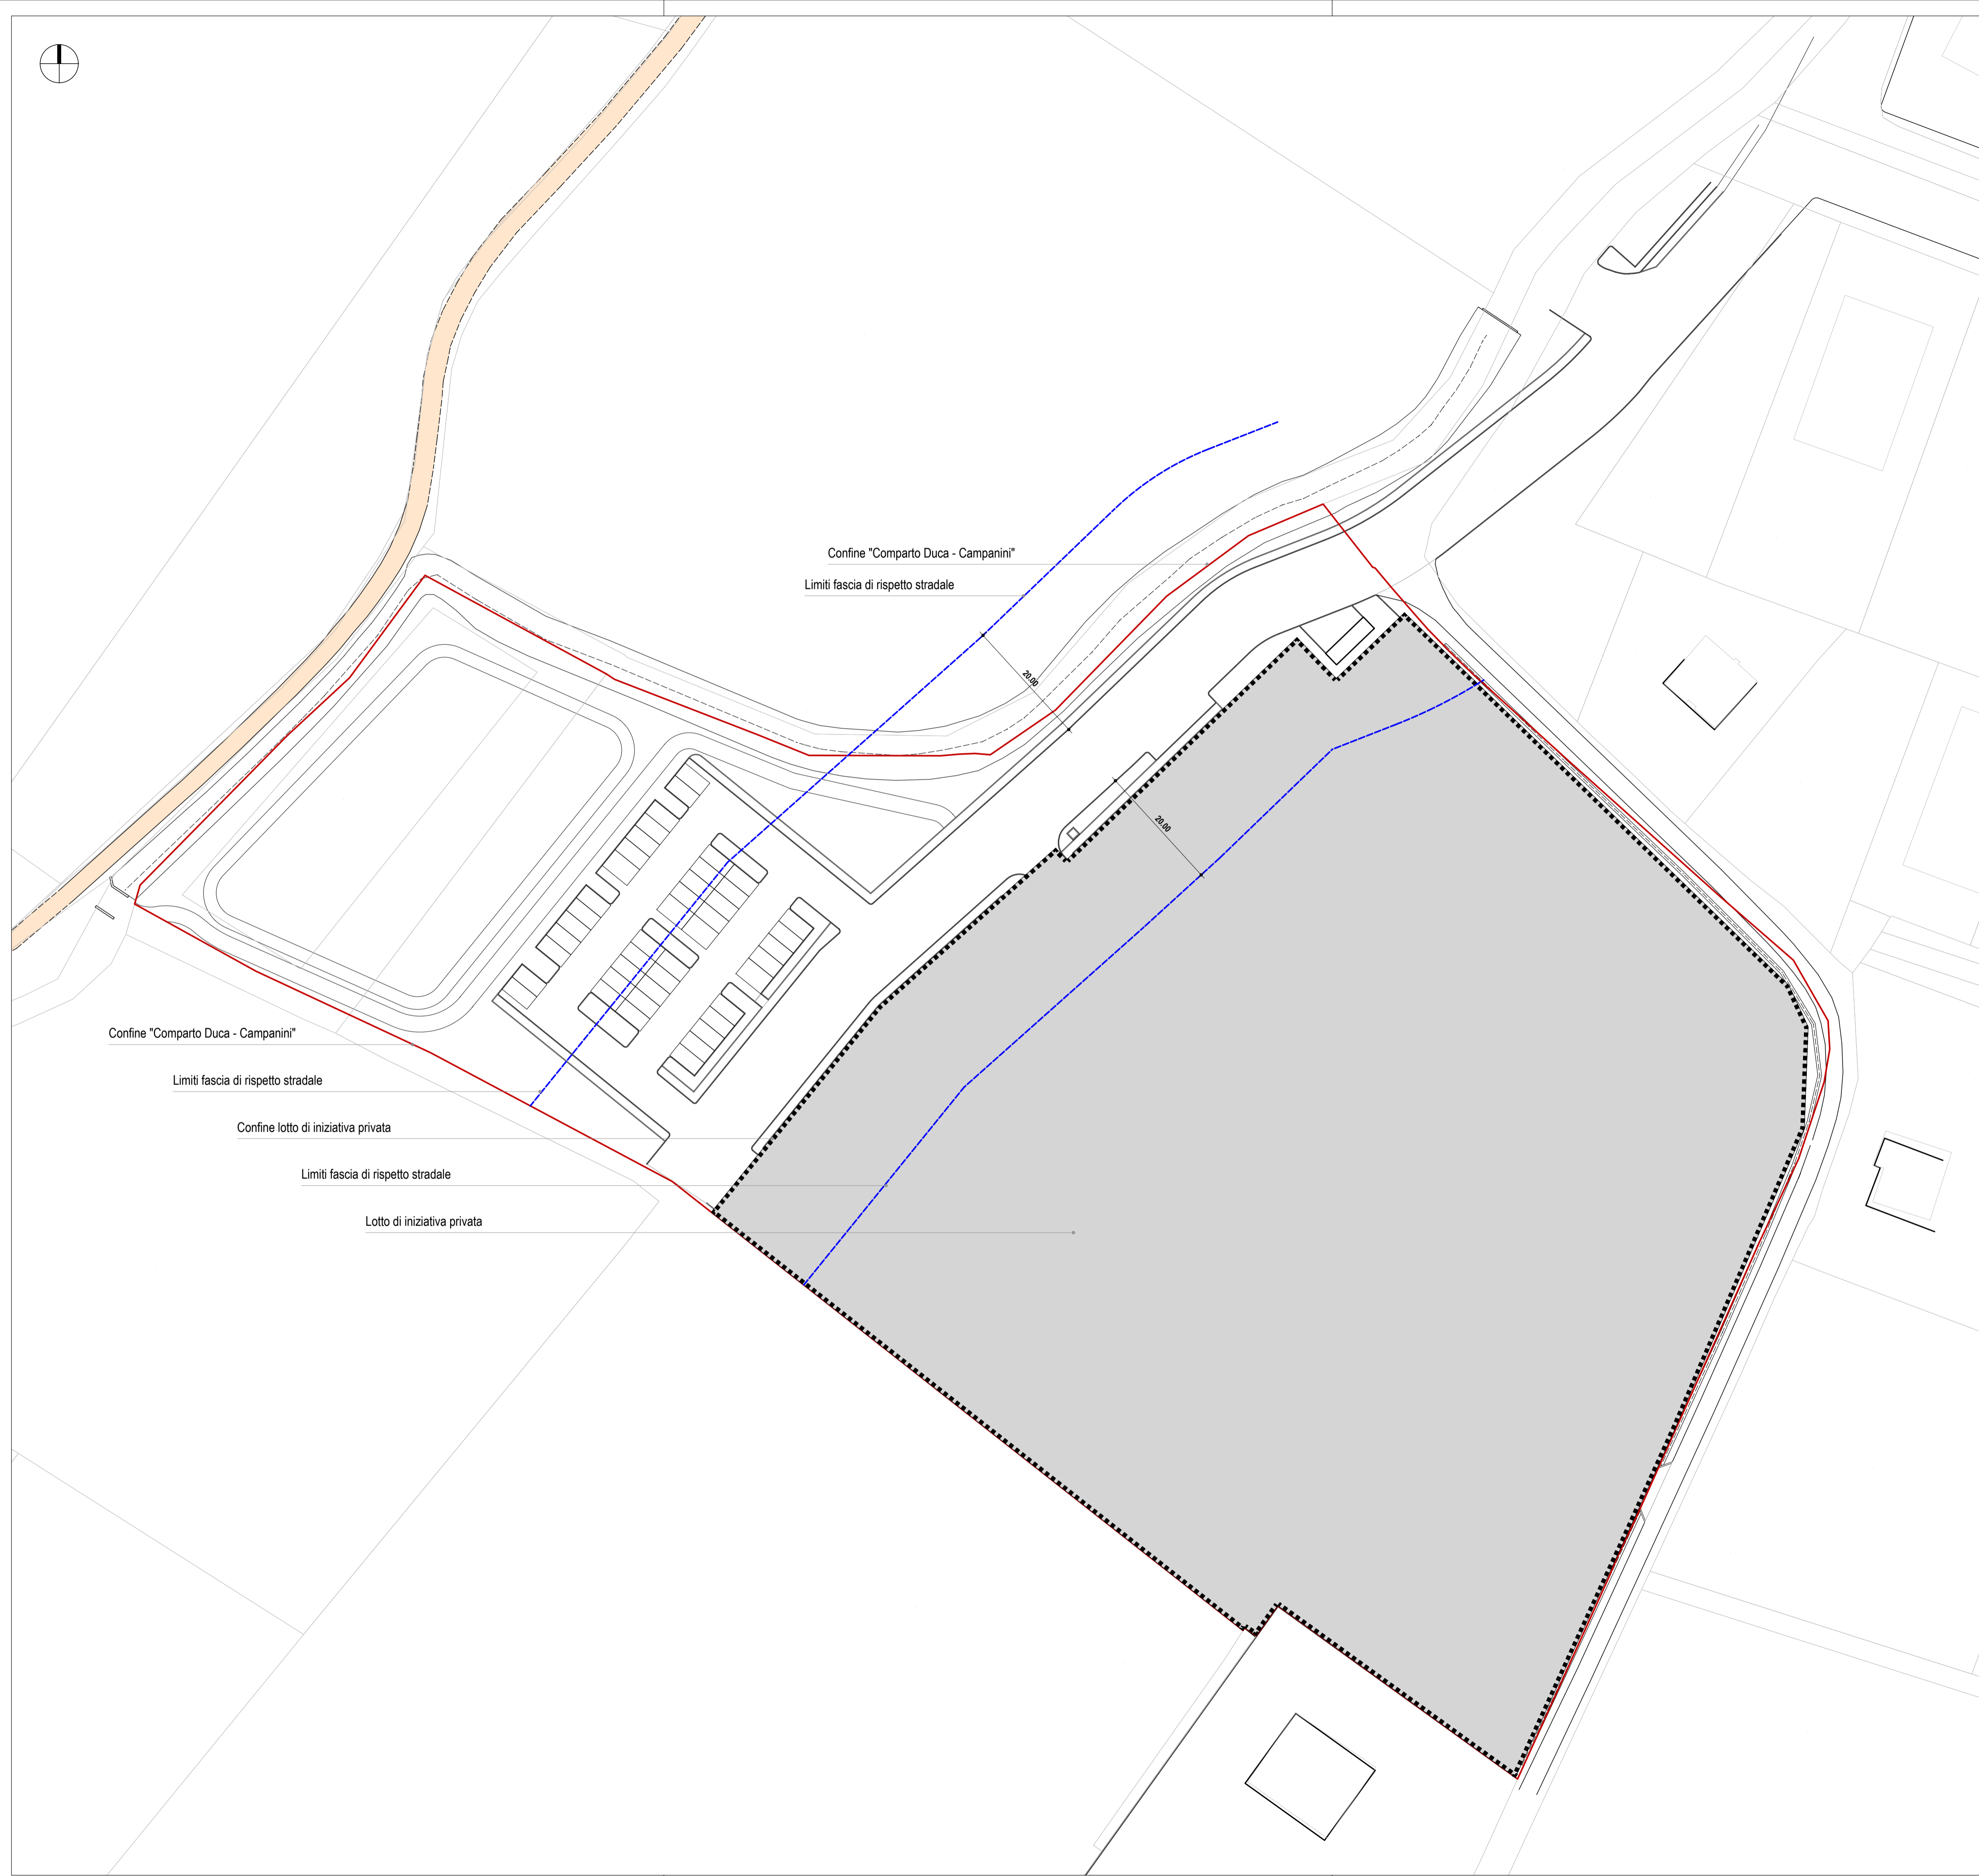 Confine "Comparto Duca - Campanini"
Limiti fascia di rispetto stradale
20.00
20.00
Confine "Comparto Duca - Campanini"
Limiti fascia di rispetto stradale
Confine lotto di iniziativa privata
Limiti fascia di rispetto stradale
Lotto di iniziativa privata